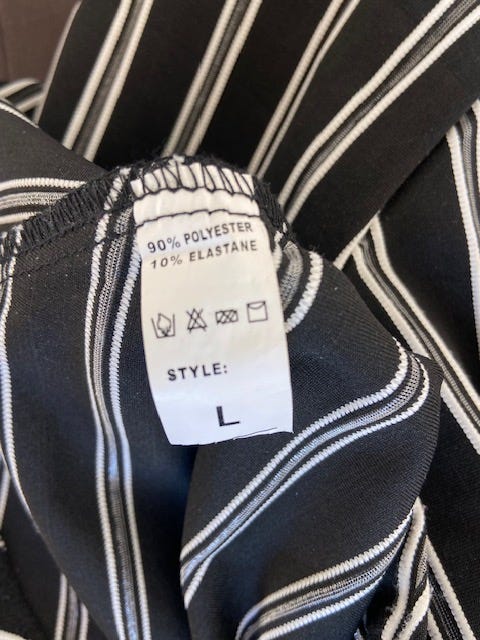 90% POLYESTER
10% ELASTANE
STYLE:
L